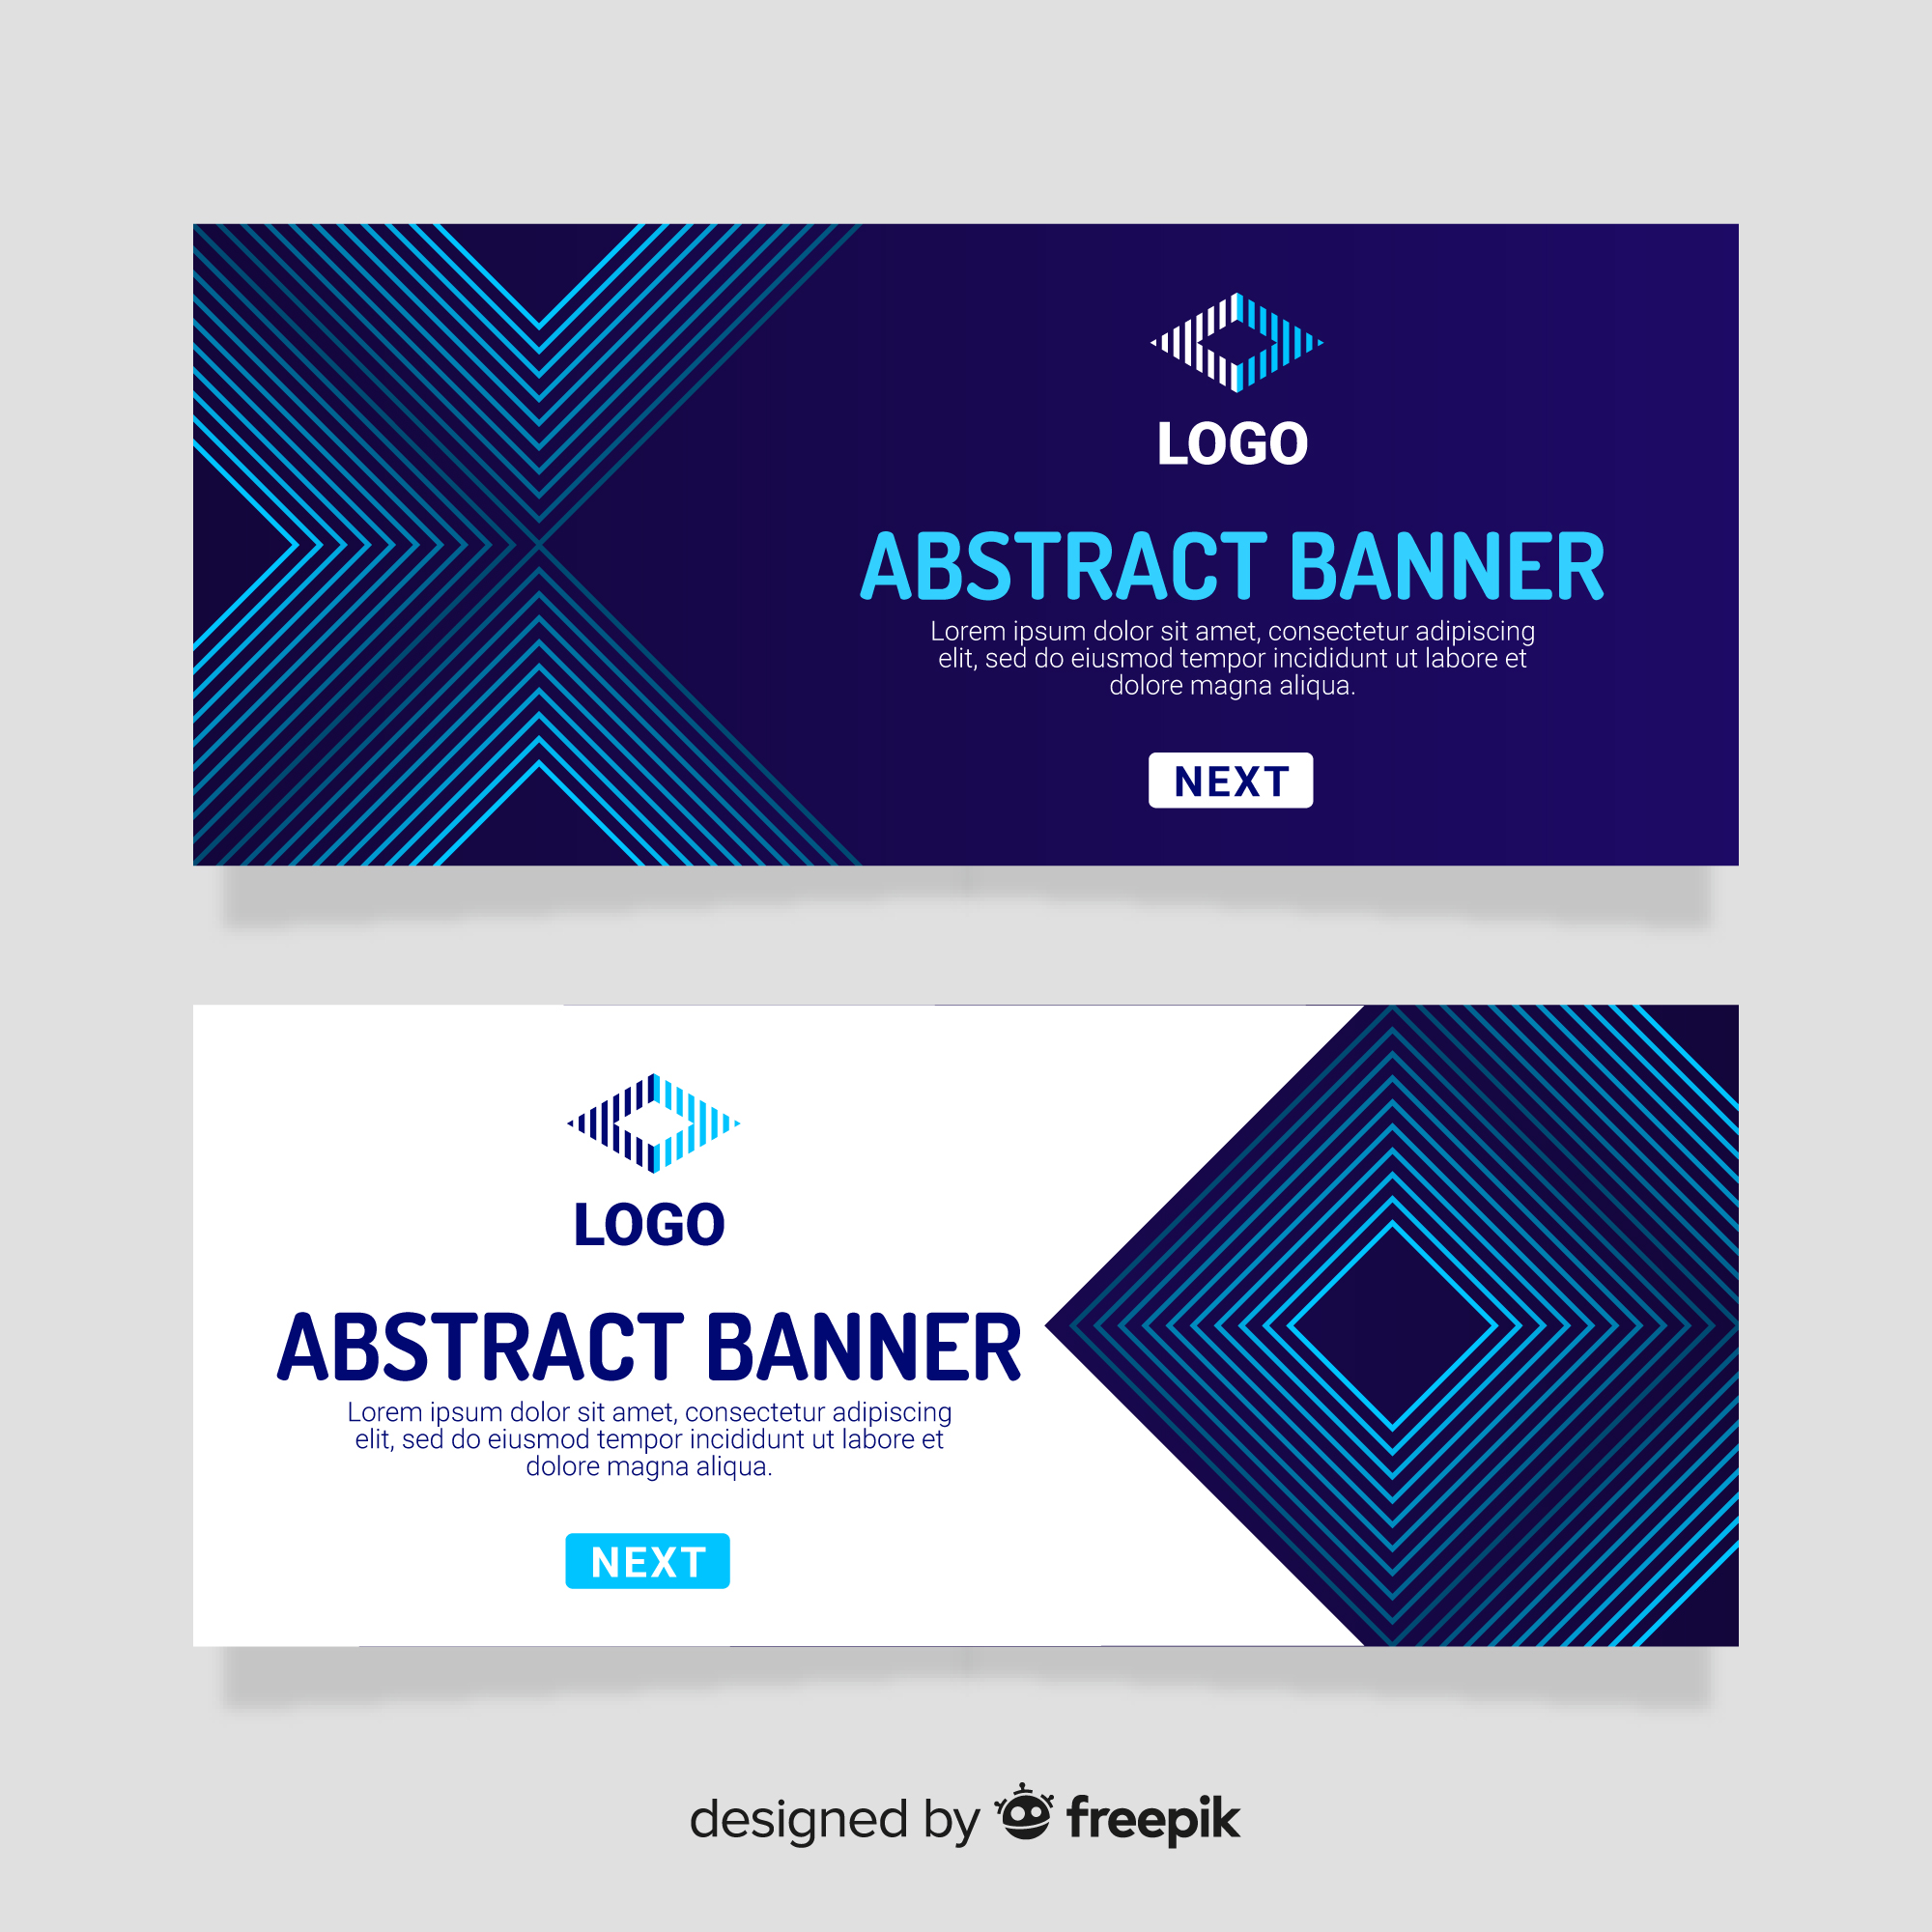 LOGO
ABSTRACT BANNER
Lorem ipsum dolor sit amet, consectetur adipiscing
elit, sed do eiusmod tempor incididunt ut labore et
dolore magna aliqua.
NEXT
LOGO
ABSTRACT BANNER
Lorem ipsum dolor sit amet, consectetur adipiscing
elit, sed do eiusmod tempor incididunt ut labore et
dolore magna aliqua.
NEXT
designed by freepik